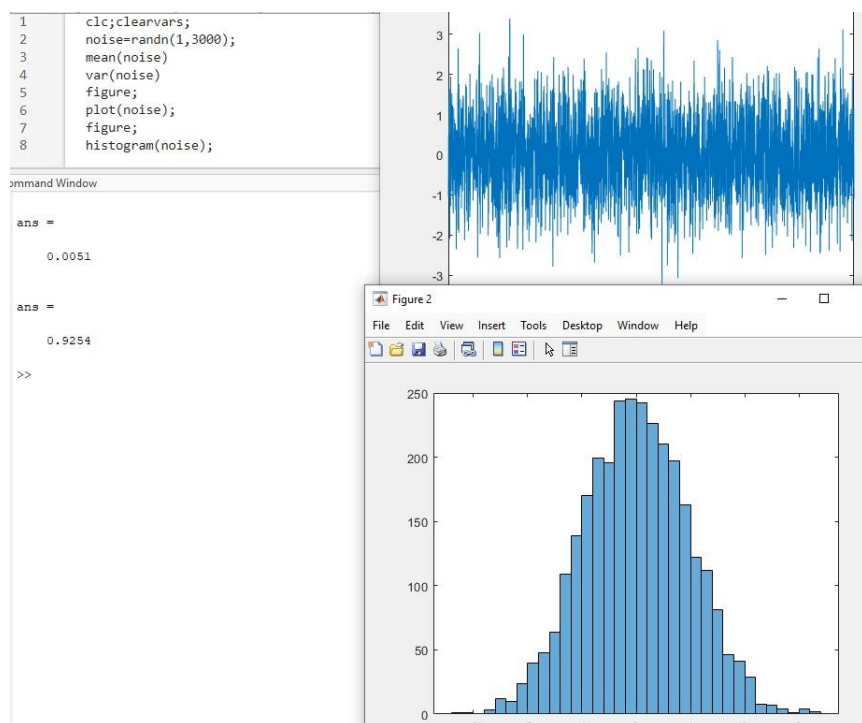 1 clc;clearvars;
2 noise=randn(1,3000);
3 mean(noise)
4 var(noise)
5 figure;
6 plot(noise);
7 figure;
8 histogram(noise);
ommand Window
ans =
0.0051
ans =
0.9254
>>
3
2
1
0
-1
-2
-3
Figure 2
File Edit View Insert Tools Desktop Window Help
250
200
150
100
50
0